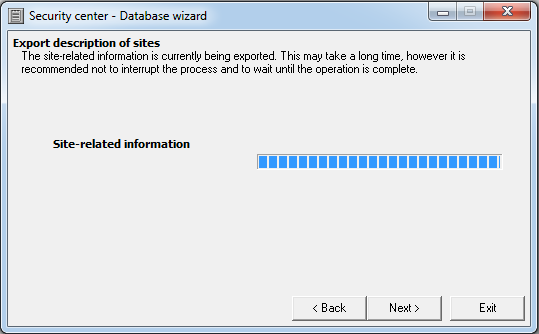 Security center - Database wizard
Export description of sites
The site-related information is currently being exported. This may take a long time, however it is
recommended not to interrupt the process and to wait until the operation is complete.
Site-related information
< Back
Next >
Exit